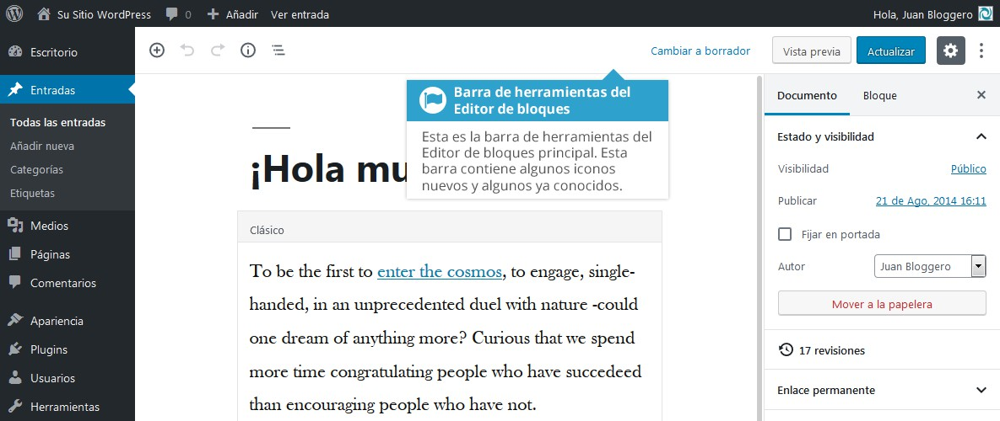 Su Sitio WordPress 0 Añadir Ver entrada Hola, Juan Bloggero
Escritorio
Entradas
Todas las entradas
Añadir nueva
Categorías
Etiquetas
Medios
Páginas
Comentarios
Apariencia
Plugins
Usuarios
Herramientas
Cambiar a borrador Vista previa Actualizar
Barra de herramientas del
Editor de bloques
Esta es la barra de herramientas del
Editor de bloques principal. Esta
barra contiene algunos iconos
nuevos y algunos ya conocidos.
¡Hola mu
Clásico
To be the first to enter the cosmos, to engage, single-
handed, in an unprecedented duel with nature -could
one dream of anything more? Curious that we spend
more time congratulating people who have succedeed
than encouraging people who have not.
Documento Bloque
Estado y visibilidad
Visibilidad Público
Publicar 21 de Ago, 2014 16:11
Fijar en portada
Autor Juan Bloggero
Mover a la papelera
17 revisiones
Enlace permanente